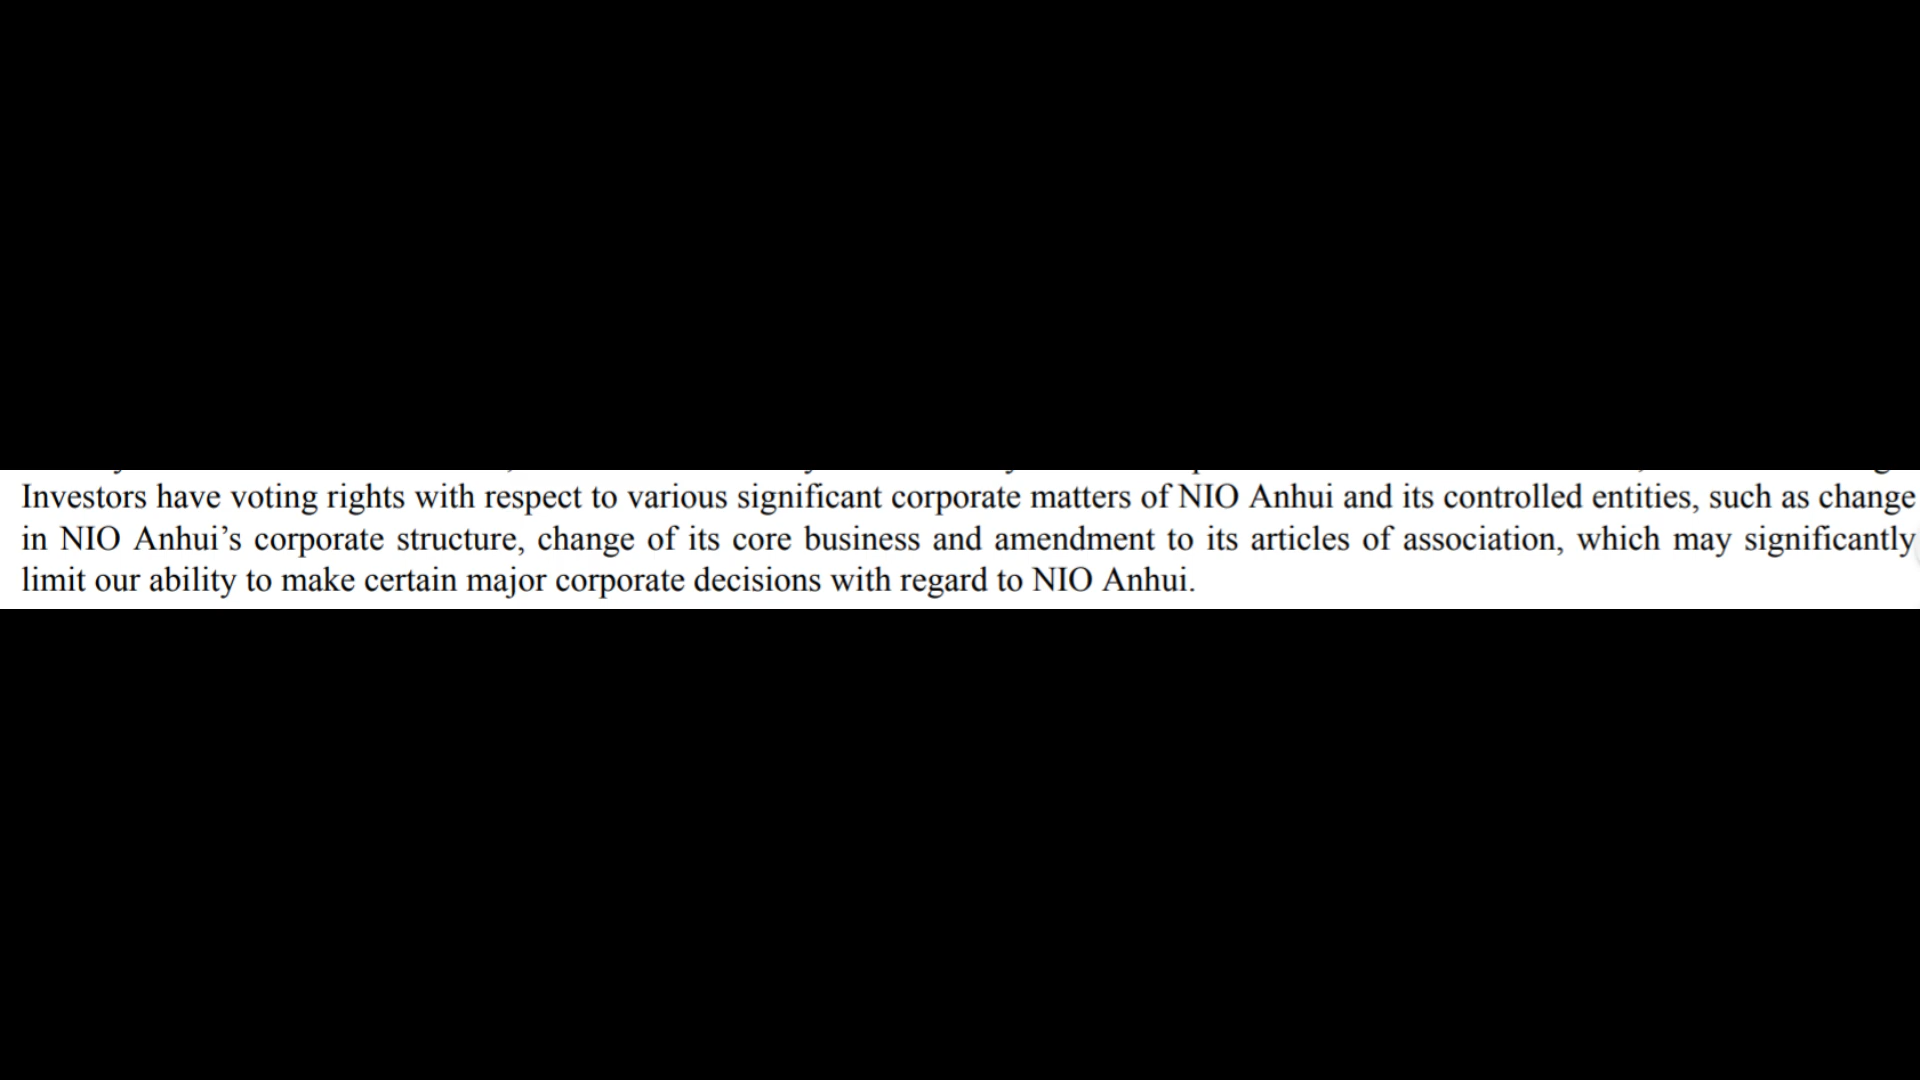 Investors have voting rights with respect to various significant corporate matters of NIO Anhui and its controlled entities, such as change
in NIO Anhui’s corporate structure, change of its core business and amendment to its articles of association, which may significantly
limit our ability to make certain major corporate decisions with regard to NIO Anhui.